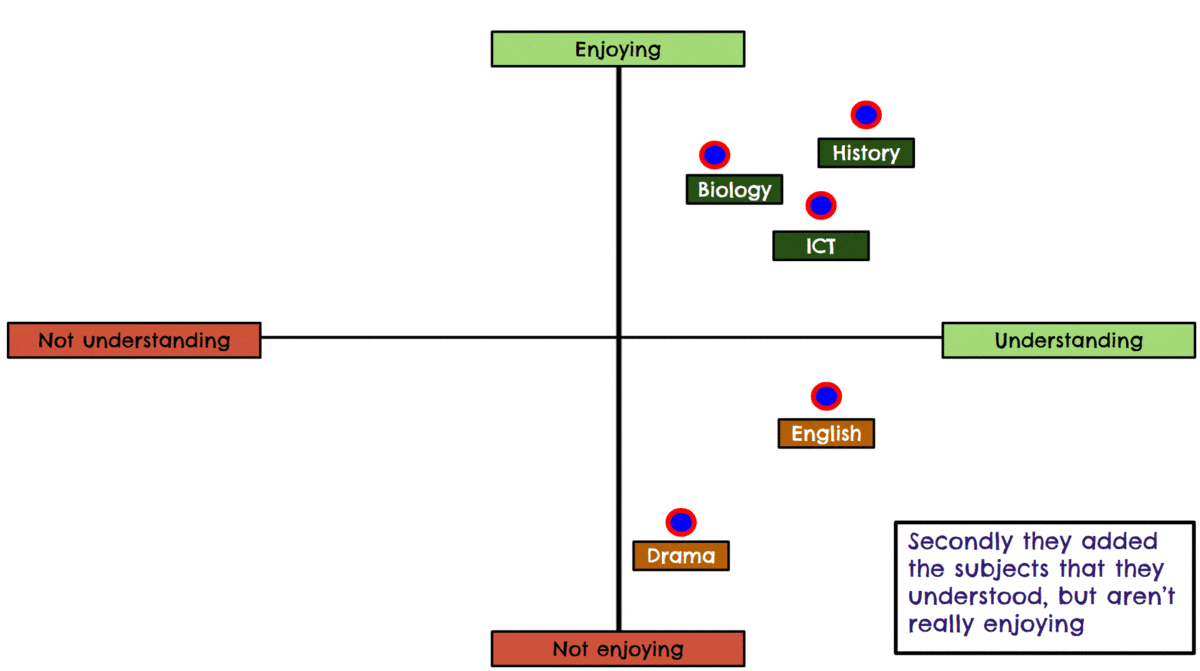 Enjoying
History
Biology
ICT
Not understanding
Understanding
English
Drama
Secondly they added
the subjects that they
understood, but aren't
really enjoying
Not enjoying